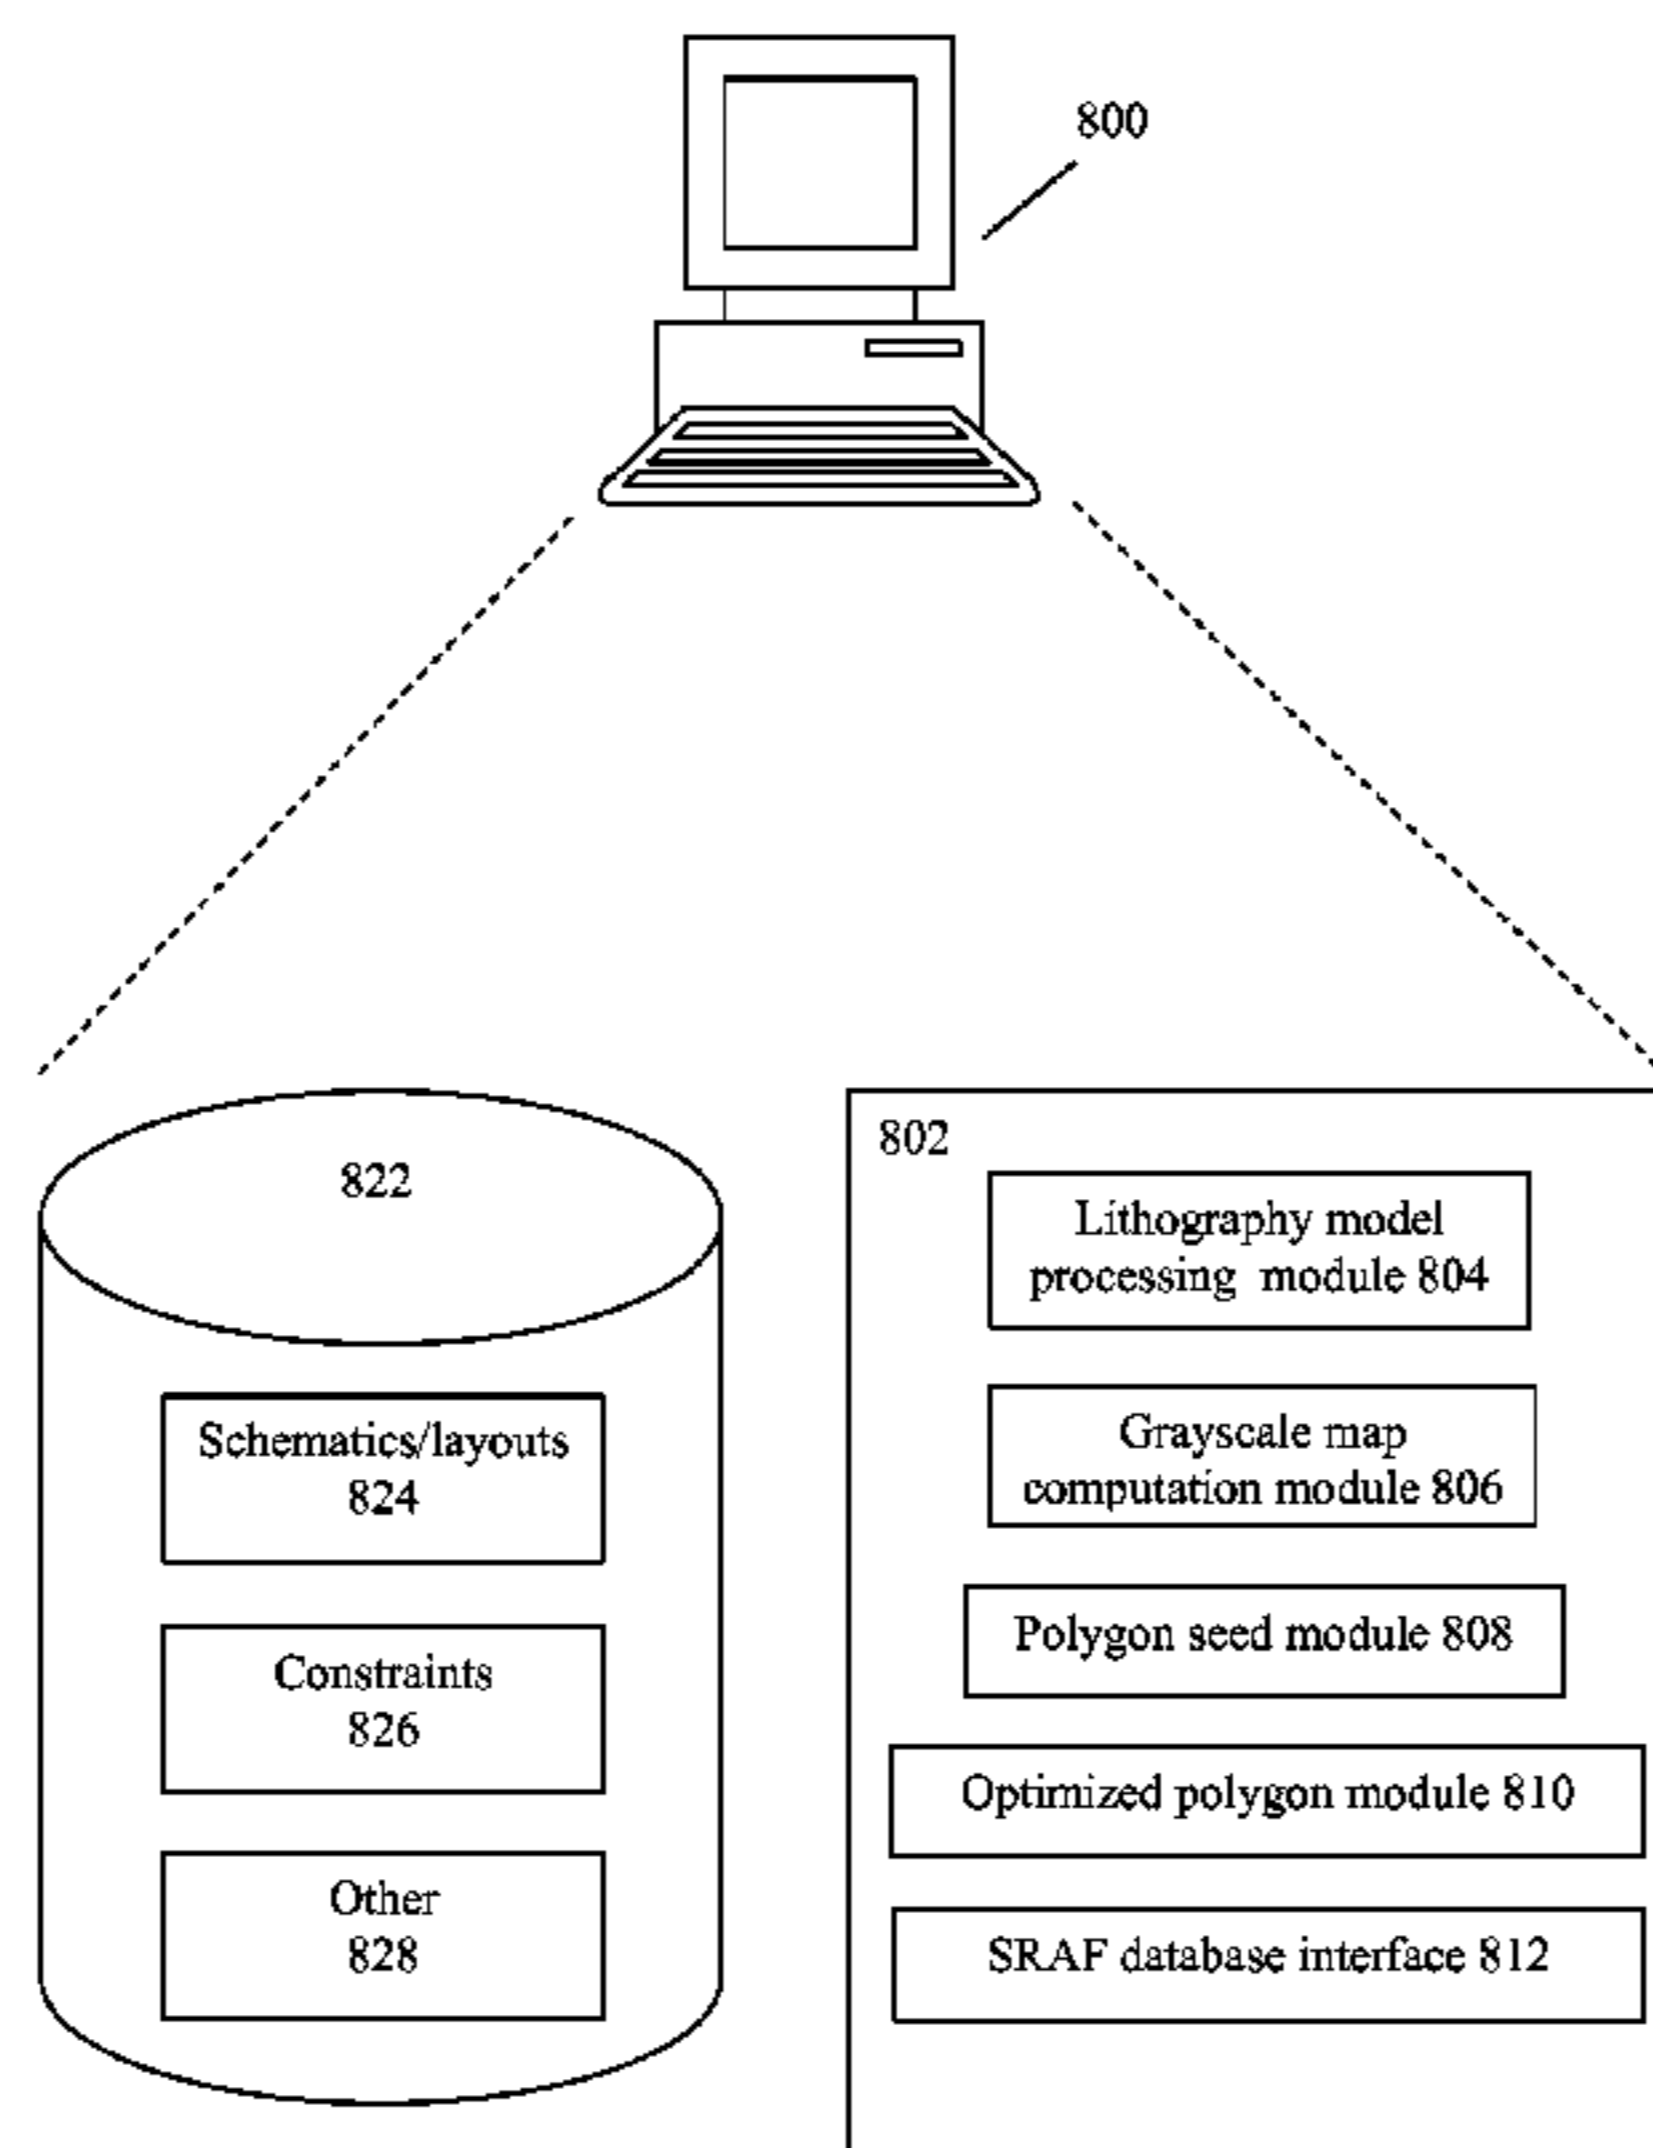 800
822
Schematics/layouts
824
Constraints
826
Other
828
802
Lithography model
processing module 804
Grayscale map
computation module 806
Polygon seed module 808
Optimized polygon module 810
SRAF database interface 812